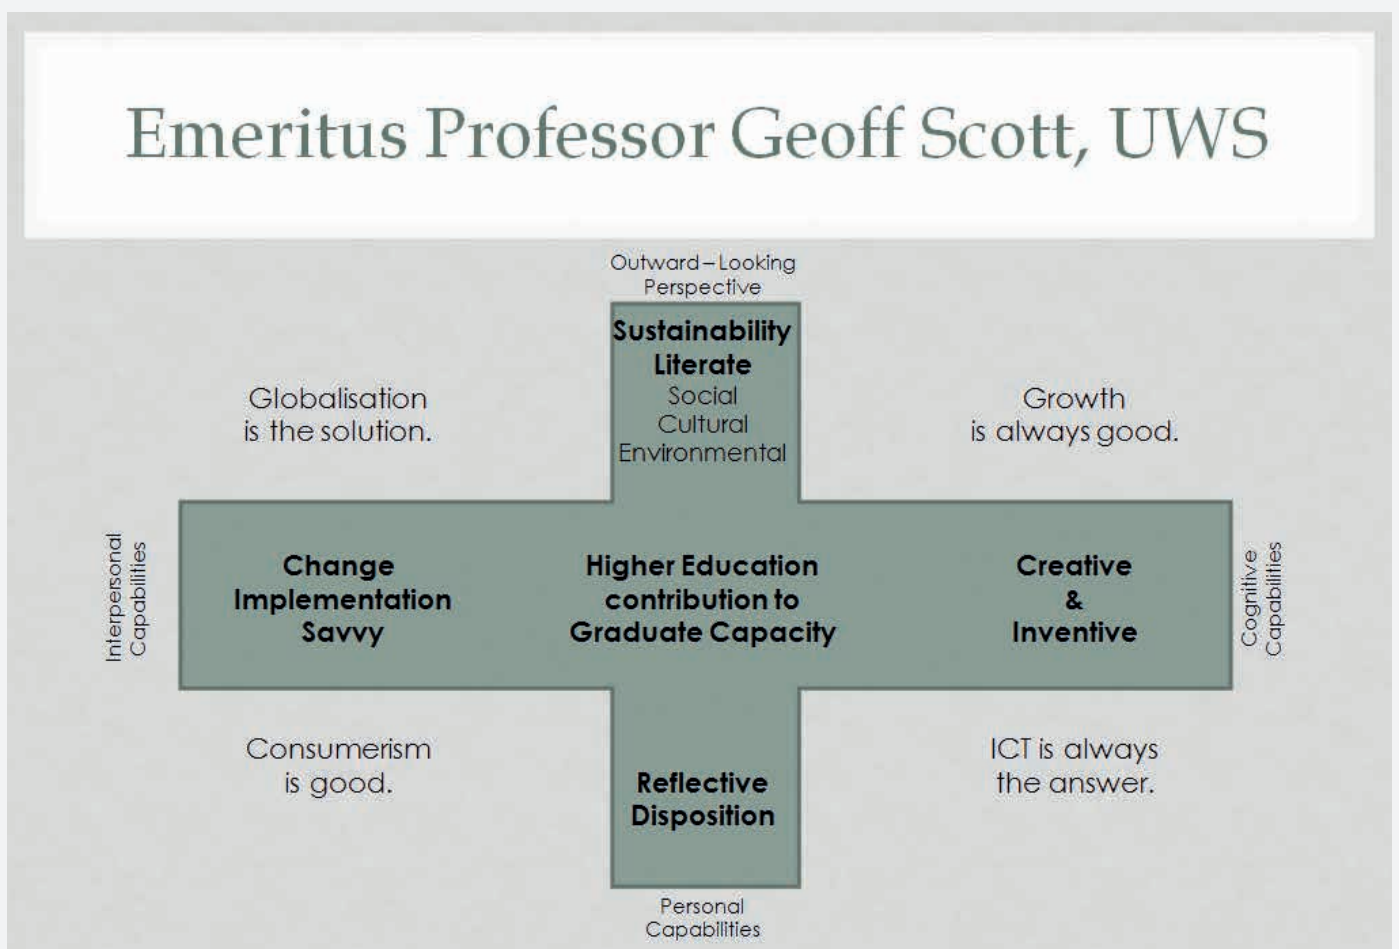 Emeritus Professor Geoff Scott, UWS
Outward – Looking
Perspective
Sustainability
Literate
Social
Cultural
Environmental
Globalisation
is the solution.
Growth
is always good.
Interpersonal
Capabilities
Change
Implementation
Savvy
Higher Education
contribution to
Graduate Capacity
Creative
&
Inventive
Cognitive
Capabilities
Consumerism
is good.
Reflective
Disposition
ICT is always
the answer.
Personal
Capabilities